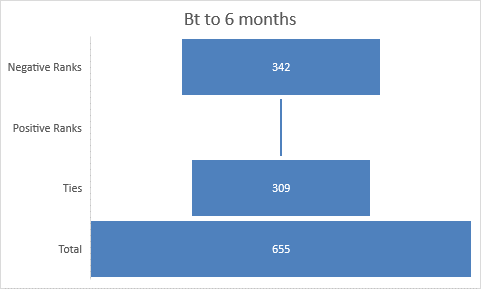 Bt to 6 months
Negative Ranks
342
Positive Ranks
Ties
309
Total
655